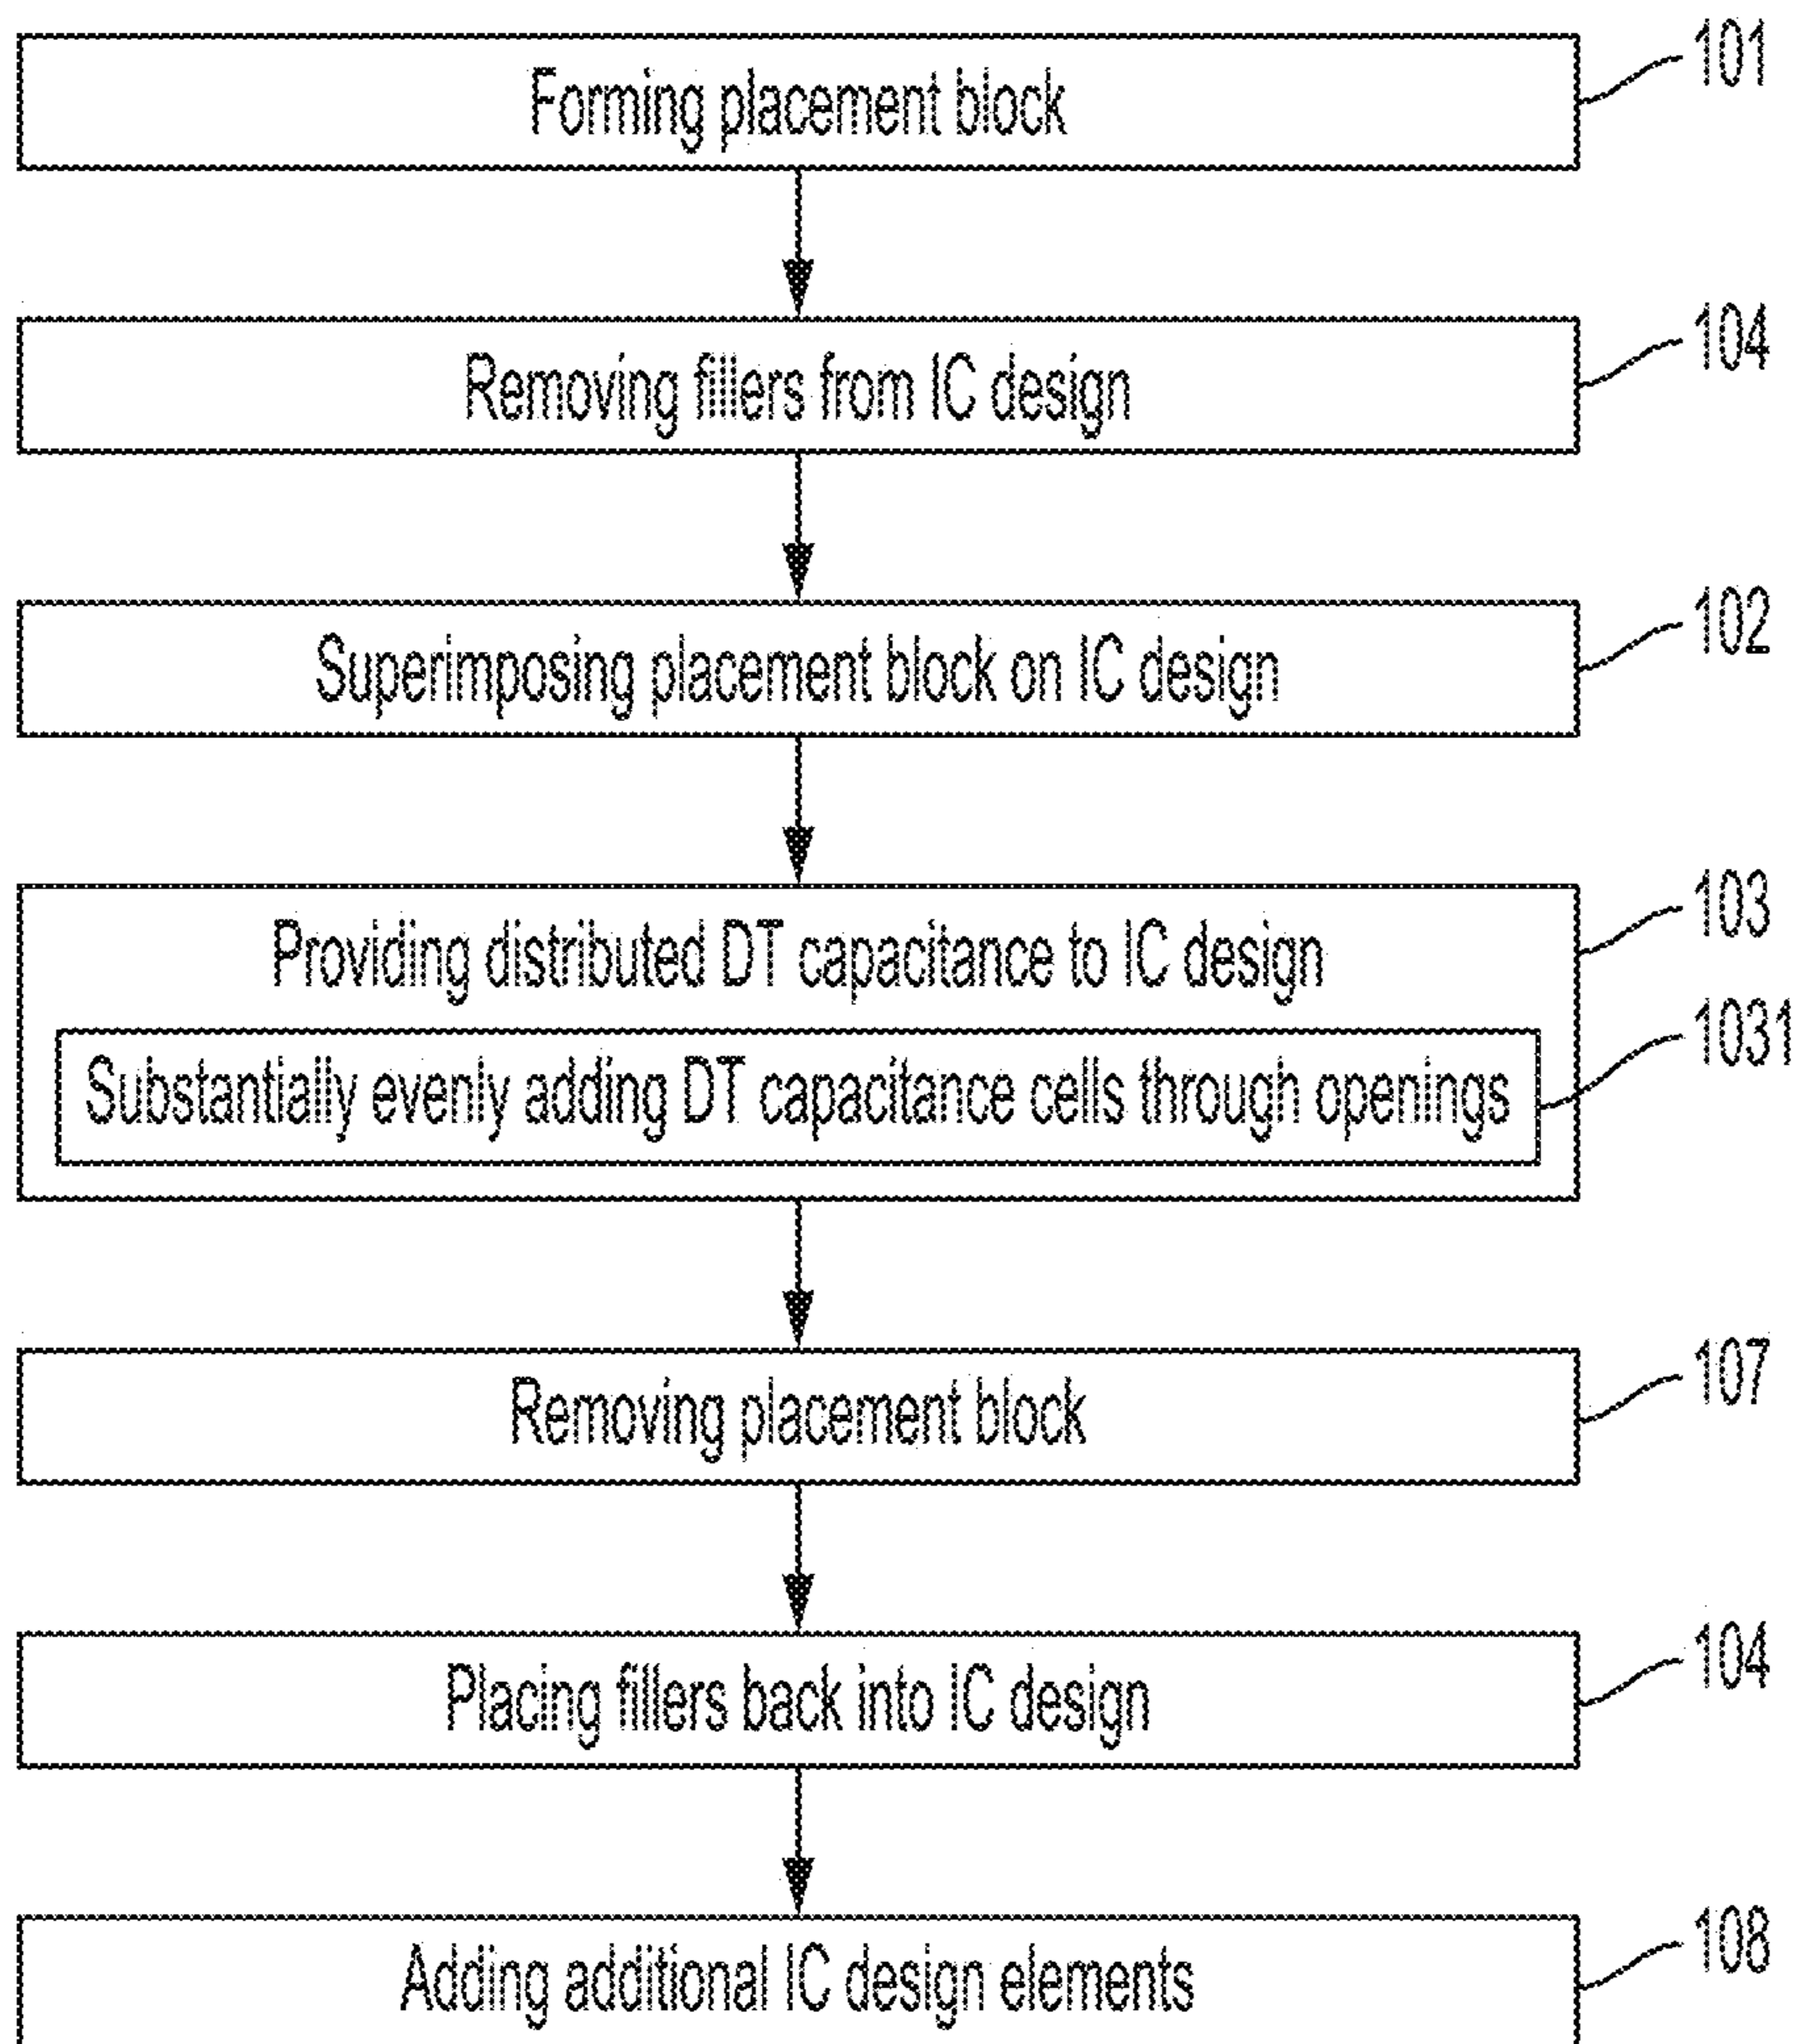 Forming placement block
101
Removing fillers from IC design
104
Superimposing placement block on IC design
102
Providing distributed DT capacitance to IC design
103
Substantially evenly adding DT capacitance cells through openings
1031
Removing placement block
107
Placing fillers back into IC design
104
Adding additional IC design elements
108